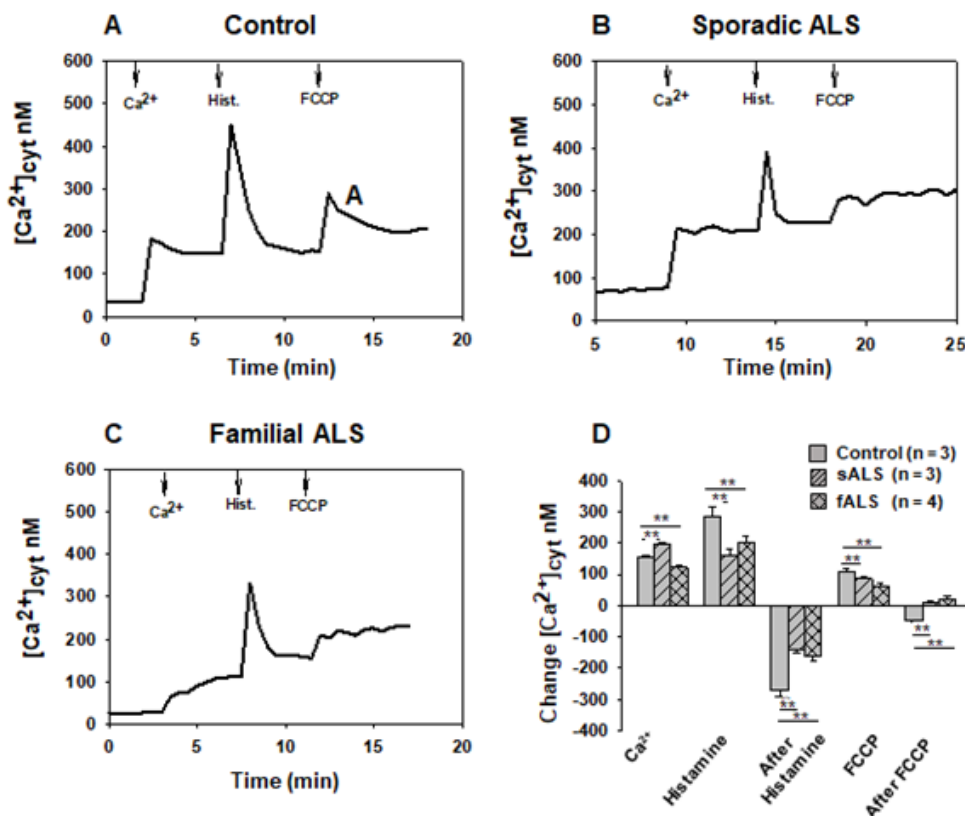 A Control
600
500
400
300
200
100
0
[Ca²⁺]cyt nM
Ca²⁺ Hist. FCCP
A
0 5 10 15 20
Time (min)
B Sporadic ALS
600
500
400
300
200
100
0
[Ca²⁺]cyt nM
Ca²⁺ Hist. FCCP
5 10 15 20 25
Time (min)
C Familial ALS
600
500
400
300
200
100
0
[Ca²⁺]cyt nM
Ca²⁺ Hist. FCCP
0 5 10 15 20
Time (min)
D
Control (n = 3)
sALS (n = 3)
fALS (n = 4)
400
300
200
100
0
-100
-200
-300
-400
Change [Ca²⁺]cyt nM
** ** ** **
** **
** **
** **
Ca²⁺
Histamine
After
Histamine
FCCP
After FCCP